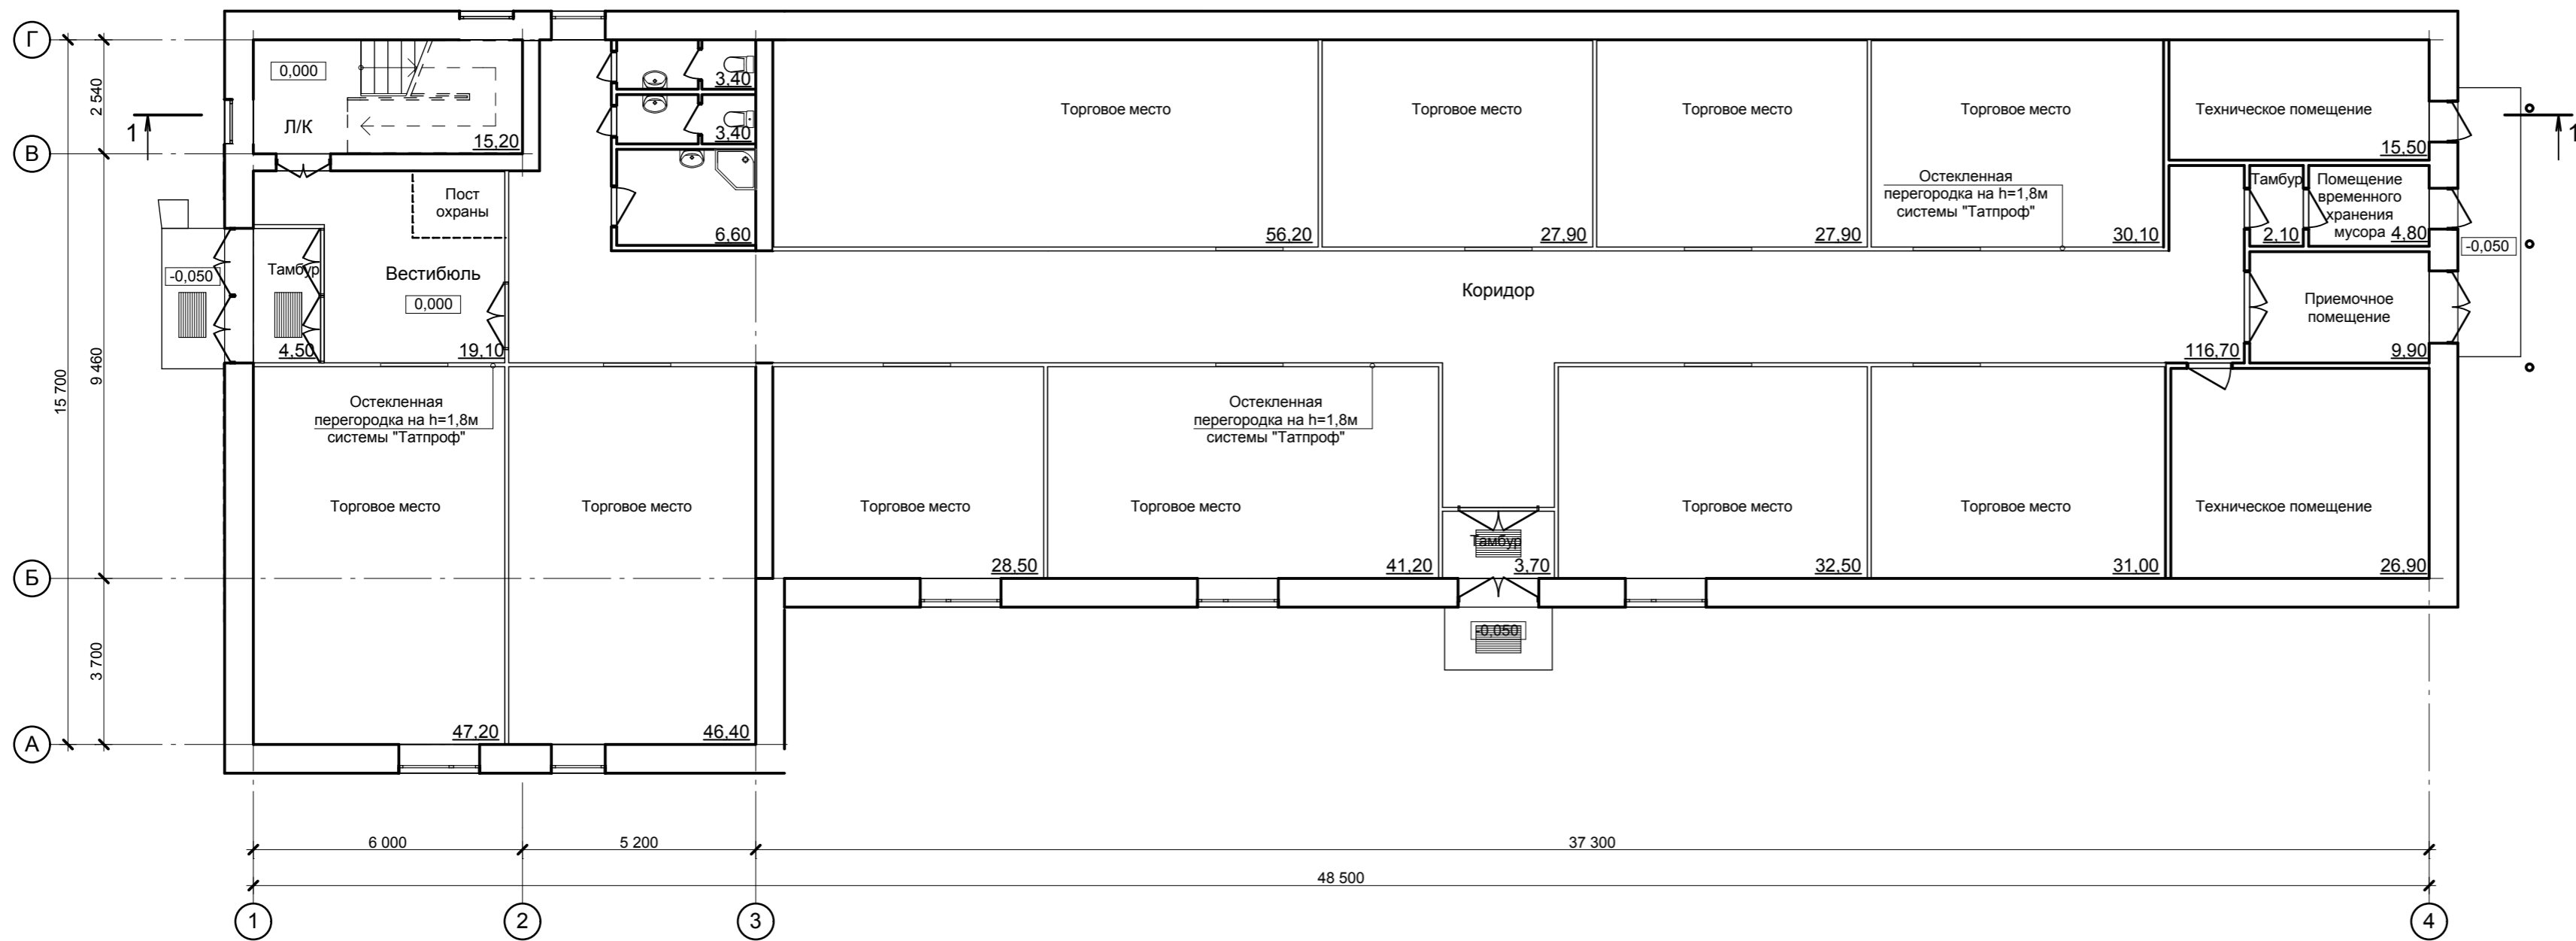 Г
В
Б
А
2 540
9 460
15 700
3 700
1
1
0,000
Л/К
15,20
3,40
3,40
6,60
Торговое место
56,20
Торговое место
27,90
Торговое место
27,90
Торговое место
Остекленная
перегородка на h=1,8м
системы "Татпроф"
30,10
Техническое помещение
15,50
Тамбур
2,10
Помещение
временного
хранения
мусора
4,80
-0,050
Пост
охраны
-0,050
Тамбур
4,50
Вестибюль
0,000
19,10
Коридор
116,70
Приемочное
помещение
9,90
Остекленная
перегородка на h=1,8м
системы "Татпроф"
Торговое место
47,20
Торговое место
46,40
Торговое место
28,50
Остекленная
перегородка на h=1,8м
системы "Татпроф"
Торговое место
41,20
Тамбур
3,70
-0,050
Торговое место
32,50
Торговое место
31,00
Техническое помещение
26,90
6 000
5 200
37 300
48 500
1
2
3
4